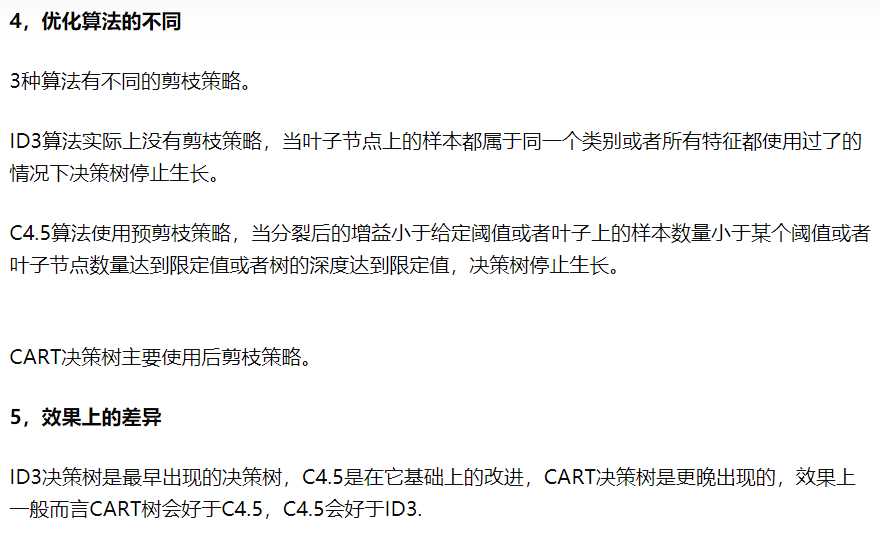 4，优化算法的不同
3种算法有不同的剪枝策略。
ID3算法实际上没有剪枝策略，当叶子节点上的样本都属于同一个类别或者所有特征都使用过了的
情况下决策树停止生长。
C4.5算法使用预剪枝策略，当分裂后的增益小于给定阈值或者叶子上的样本数量小于某个阈值或者
叶子节点数量达到限定值或者树的深度达到限定值，决策树停止生长。
CART决策树主要使用后剪枝策略。
5，效果上的差异
ID3决策树是最早出现的决策树，C4.5是在它基础上的改进，CART决策树是更晚出现的，效果上
一般而言CART树会好于C4.5，C4.5会好于ID3.